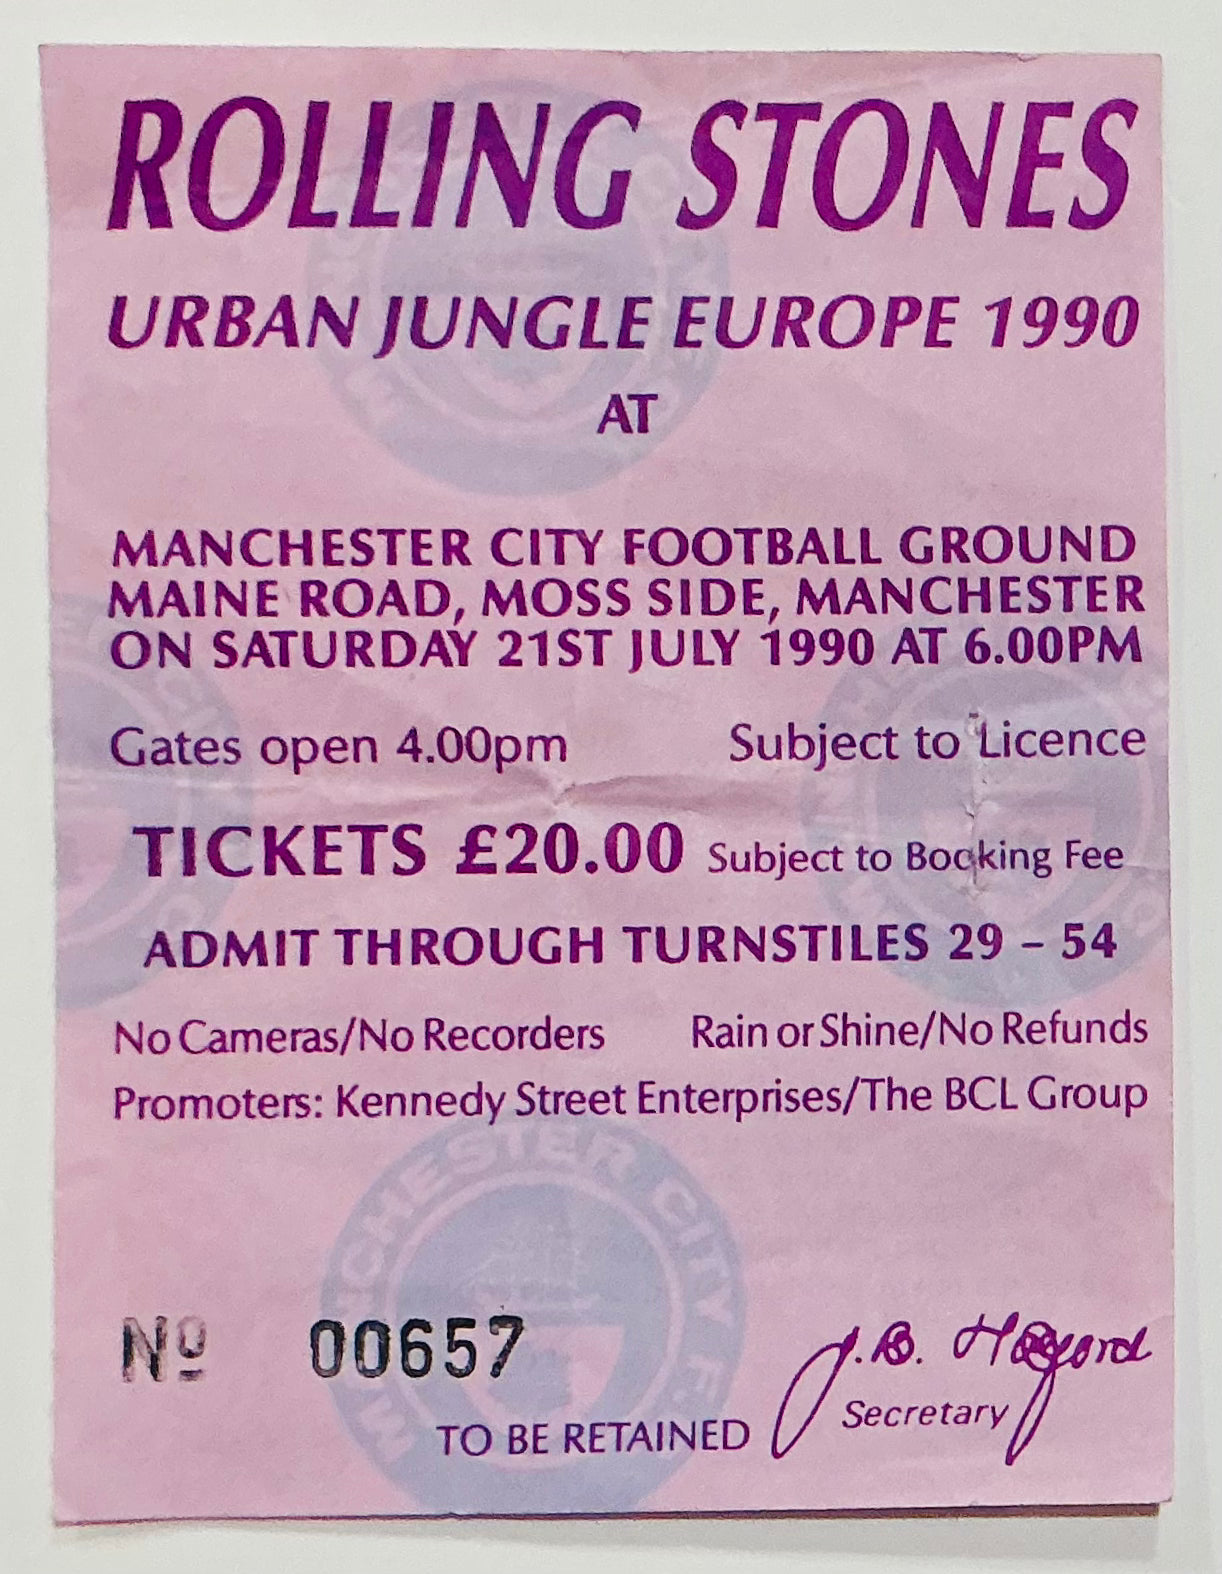 ROLLING STONES
URBAN JUNGLE EUROPE 1990
AT
MANCHESTER CITY FOOTBALL GROUND
MAINE ROAD, MOSS SIDE, MANCHESTER
ON SATURDAY 21ST JULY 1990 AT 6.00PM
Gates open 4.00pm Subject to Licence
TICKETS £20.00 Subject to Booking Fee
ADMIT THROUGH TURNSTILES 29 – 54
No Cameras/No Recorders Rain or Shine/No Refunds
Promoters: Kennedy Street Enterprises/The BCL Group
MANCHESTER CITY F.
Nº 00657
J.B.
Secretary
TO BE RETAINED